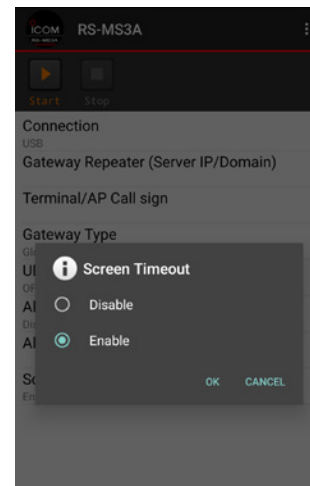 ICOM
RS-MS3A
RS-MS3A
Start Stop
Connection
USB
Gateway Repeater (Server IP/Domain)
Terminal/AP Call sign
Gateway Type
Screen Timeout
Disable
Enable
OK CANCEL